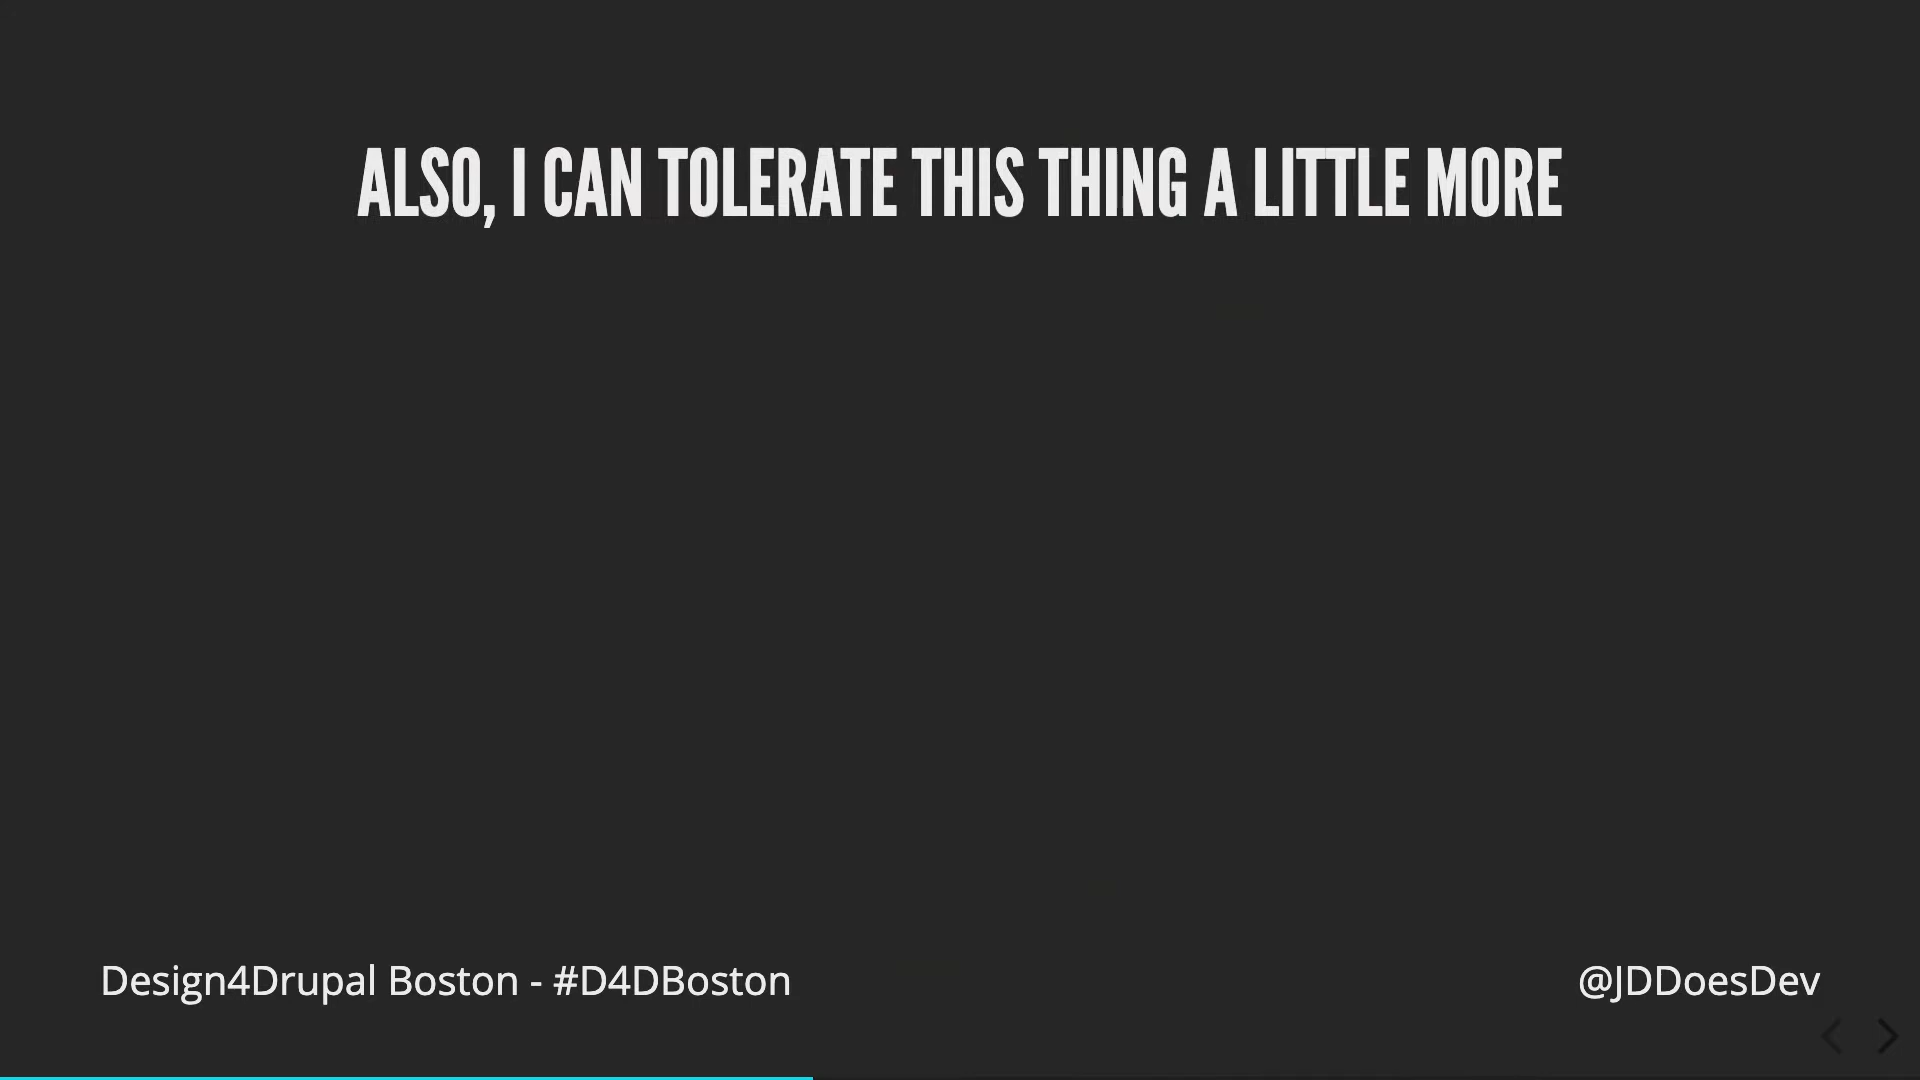 ALSO, I CAN TOLERATE THIS THING A LITTLE MORE
Design4Drupal Boston - #D4DBoston
@JDDoesDev